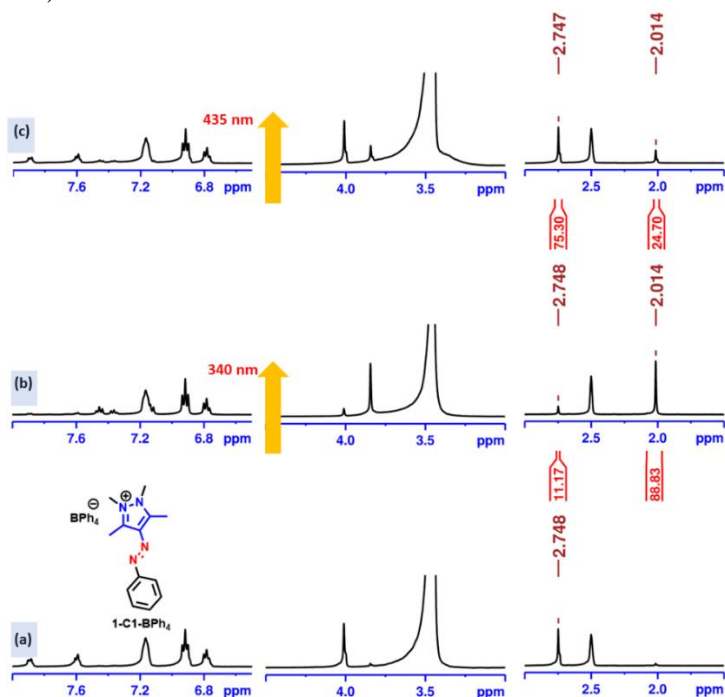 2.747
2.014
(c)
435 nm
7.6 7.2 6.8 ppm
4.0 3.5 ppm
2.5 2.0 ppm
75.30
24.70
2.748
2.014
(b)
340 nm
7.6 7.2 6.8 ppm
4.0 3.5 ppm
2.5 2.0 ppm
11.17
88.83
2.748
BPh4
N
N
N
N
1-C1-BPh4
(a)
7.6 7.2 6.8 ppm
4.0 3.5 ppm
2.5 2.0 ppm